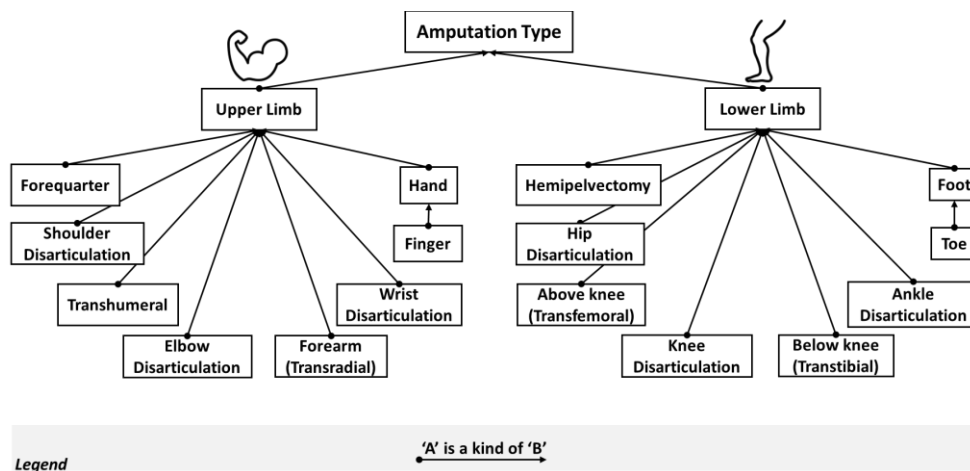 Amputation Type
Upper Limb
Lower Limb
Forequarter
Hand
Hemipelvectomy
Foot
Shoulder
Disarticulation
Finger
Hip
Disarticulation
Toe
Transhumeral
Wrist
Disarticulation
Above knee
(Transfemoral)
Ankle
Disarticulation
Elbow
Disarticulation
Forearm
(Transradial)
Knee
Disarticulation
Below knee
(Transtibial)
‘A’ is a kind of ‘B’
Legend